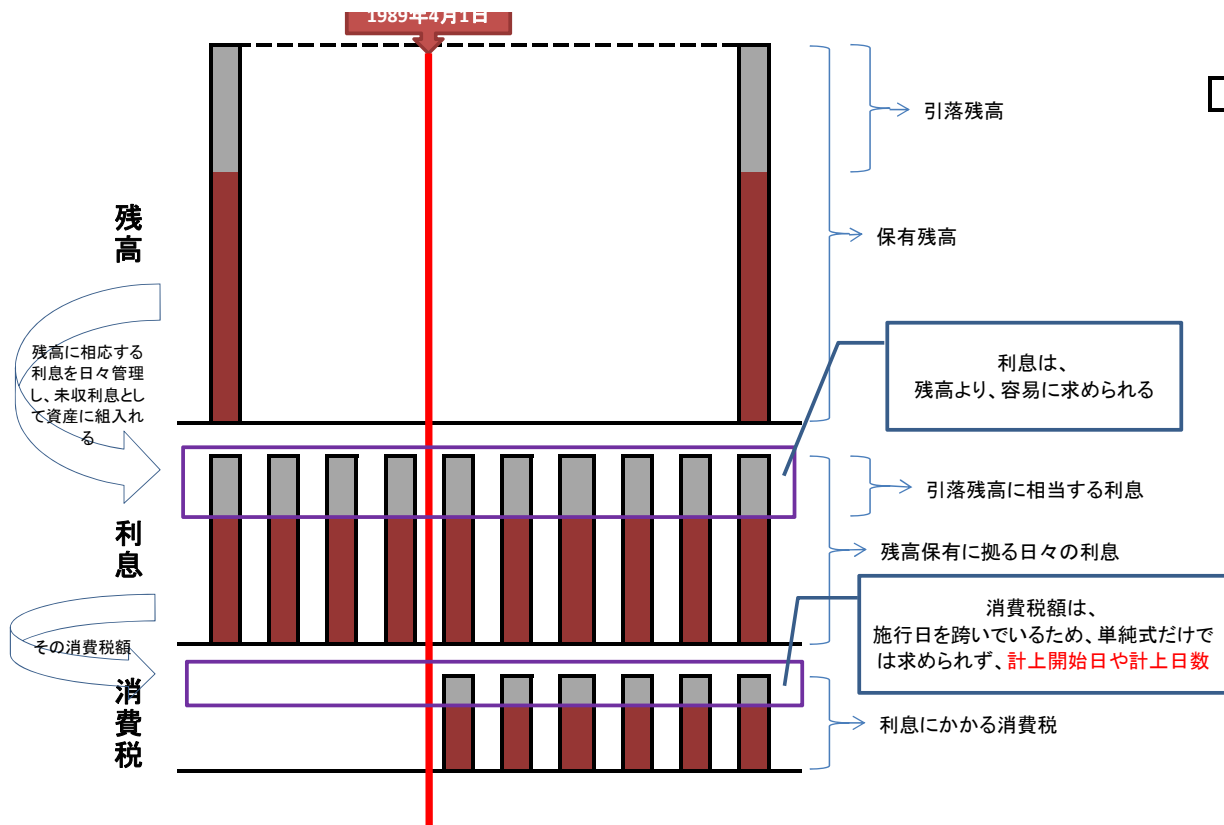 1989年4月1日
引落残高
残高
保有残高
残高に相応する
利息を日々管理
し、未収利息とし
て資産に組入れ
る
利息は、
残高より、容易に求められる
引落残高に相当する利息
利息
残高保有に拠る日々の利息
消費税額は、
施行日を跨いでいるため、単純式だけで
は求められず、計上開始日や計上日数
その消費税額
消費税
利息にかかる消費税